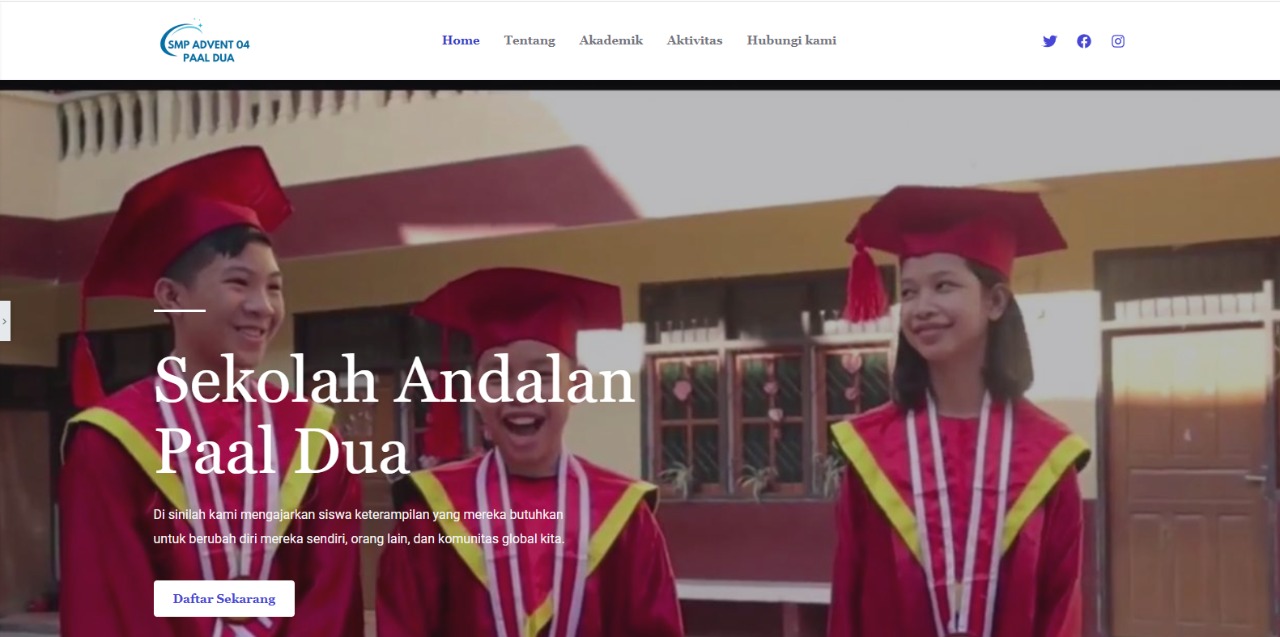 SMP ADVENT 04
PAAL DUA
Home Tentang Akademik Aktivitas Hubungi kami
Sekolah Andalan
Paal Dua
Di sinilah kami mengajarkan siswa keterampilan yang mereka butuhkan
untuk berubah diri mereka sendiri, orang lain, dan komunitas global kita.
Daftar Sekarang